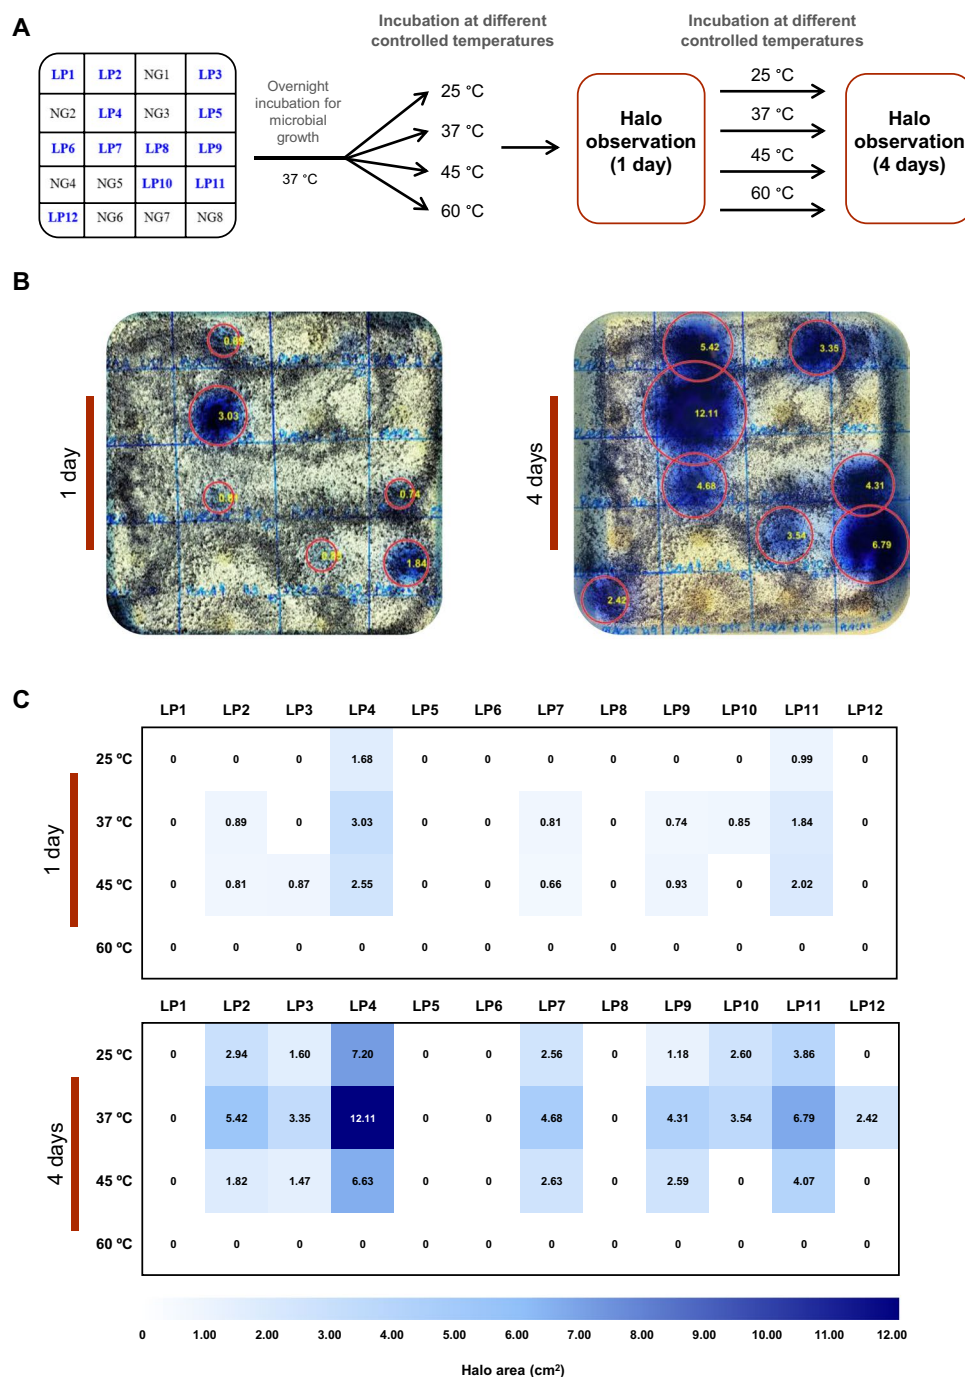 A
Incubation at different
controlled temperatures
Incubation at different
controlled temperatures
LP1 LP2 NG1 LP3
NG2 LP4 NG3 LP5
LP6 LP7 LP8 LP9
NG4 NG5 LP10 LP11
LP12 NG6 NG7 NG8
Overnight
incubation for
microbial
growth
37 °C
25 °C
37 °C
45 °C
60 °C
Halo
observation
(1 day)
25 °C
37 °C
45 °C
60 °C
Halo
observation
(4 days)
B
1 day
3.03
0.74
1.84
4 days
5.42
3.35
12.11
4.68
4.31
3.54
6.79
2.42
C
LP1 LP2 LP3 LP4 LP5 LP6 LP7 LP8 LP9 LP10 LP11 LP12
1 day
25 ºC 0 0 0 1.68 0 0 0 0 0 0 0.99 0
37 ºC 0 0.89 0 3.03 0 0 0.81 0 0.74 0.85 1.84 0
45 ºC 0 0.81 0.87 2.55 0 0 0.66 0 0.93 0 2.02 0
60 ºC 0 0 0 0 0 0 0 0 0 0 0 0
LP1 LP2 LP3 LP4 LP5 LP6 LP7 LP8 LP9 LP10 LP11 LP12
4 days
25 ºC 0 2.94 1.60 7.20 0 0 2.56 0 1.18 2.60 3.86 0
37 ºC 0 5.42 3.35 12.11 0 0 4.68 0 4.31 3.54 6.79 2.42
45 ºC 0 1.82 1.47 6.63 0 0 2.63 0 2.59 0 4.07 0
60 ºC 0 0 0 0 0 0 0 0 0 0 0 0
0 1.00 2.00 3.00 4.00 5.00 6.00 7.00 8.00 9.00 10.00 11.00 12.00
Halo area (cm²)